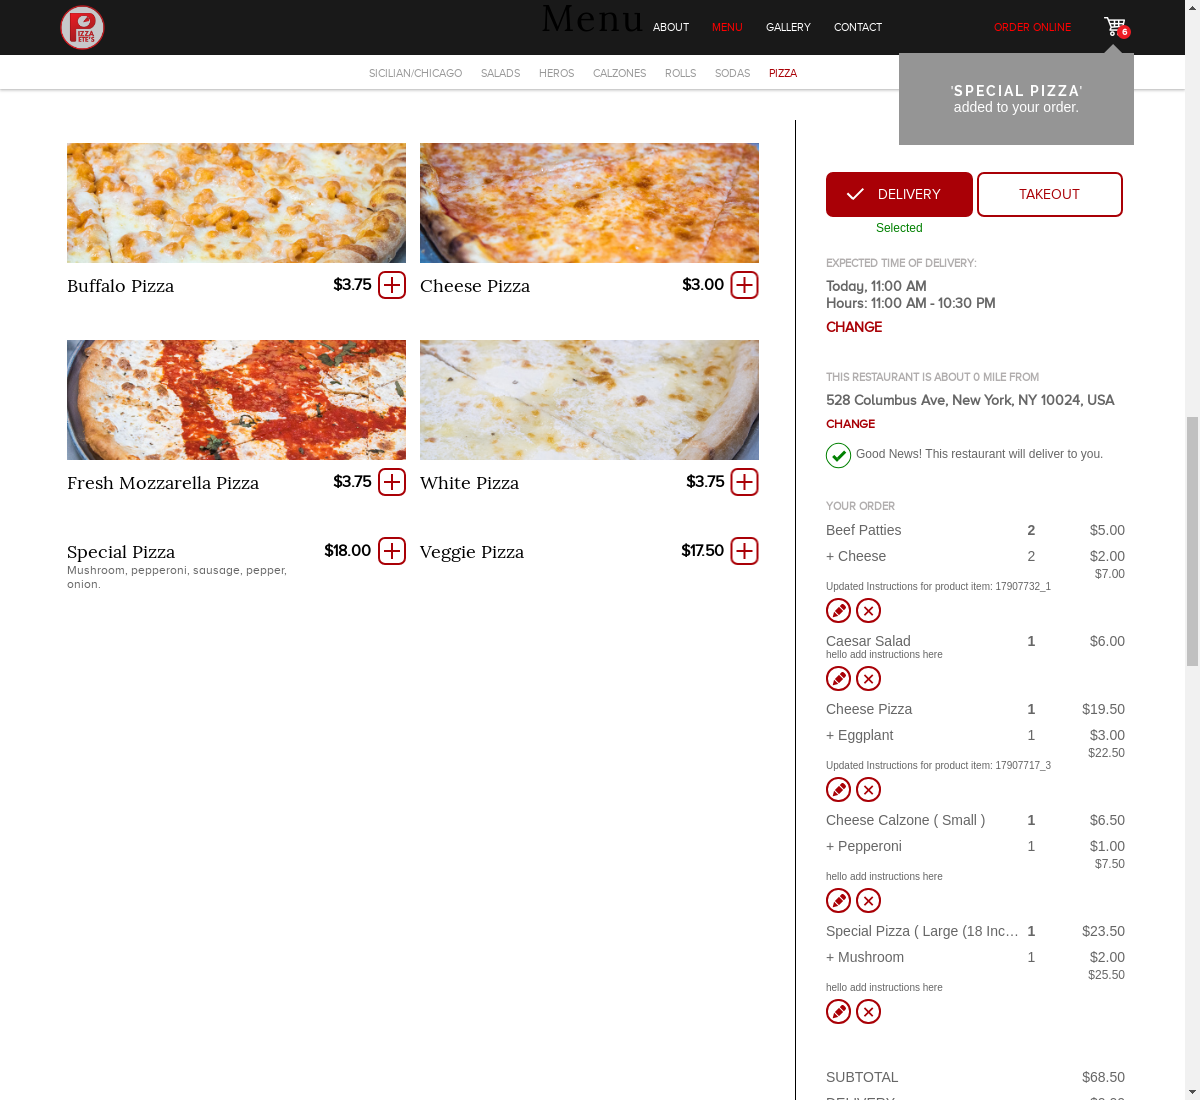 PIZZA
PETE'S
Menu
ABOUT
MENU
GALLERY
CONTACT
ORDER ONLINE
6
SICILIAN/CHICAGO
SALADS
HEROS
CALZONES
ROLLS
SODAS
PIZZA
'SPECIAL PIZZA'
added to your order.
Buffalo Pizza $3.75
Cheese Pizza $3.00
Fresh Mozzarella Pizza $3.75
White Pizza $3.75
Special Pizza $18.00
Mushroom, pepperoni, sausage, pepper,
onion.
Veggie Pizza $17.50
DELIVERY
TAKEOUT
Selected
EXPECTED TIME OF DELIVERY:
Today, 11:00 AM
Hours: 11:00 AM - 10:30 PM
CHANGE
THIS RESTAURANT IS ABOUT 0 MILE FROM
528 Columbus Ave, New York, NY 10024, USA
CHANGE
Good News! This restaurant will deliver to you.
YOUR ORDER
Beef Patties 2 $5.00
+ Cheese 2 $2.00
$7.00
Updated Instructions for product item: 17907732_1
Caesar Salad 1 $6.00
hello add instructions here
Cheese Pizza 1 $19.50
+ Eggplant 1 $3.00
$22.50
Updated Instructions for product item: 17907717_3
Cheese Calzone ( Small ) 1 $6.50
+ Pepperoni 1 $1.00
$7.50
hello add instructions here
Special Pizza ( Large (18 Inc… 1 $23.50
+ Mushroom 1 $2.00
$25.50
hello add instructions here
SUBTOTAL $68.50